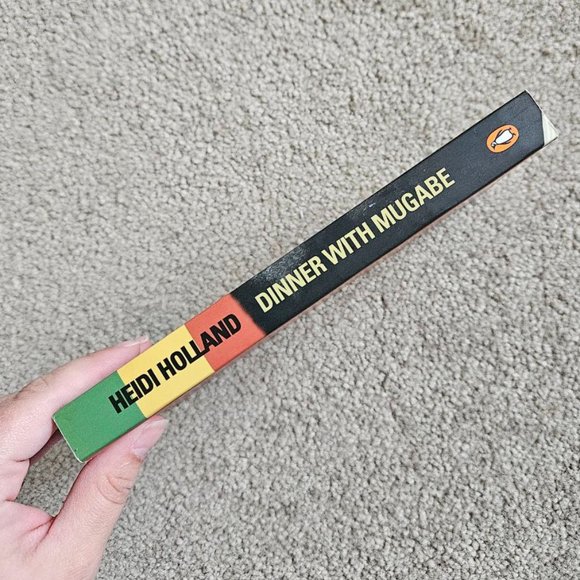 HEIDI HOLLAND
DINNER WITH MUGABE